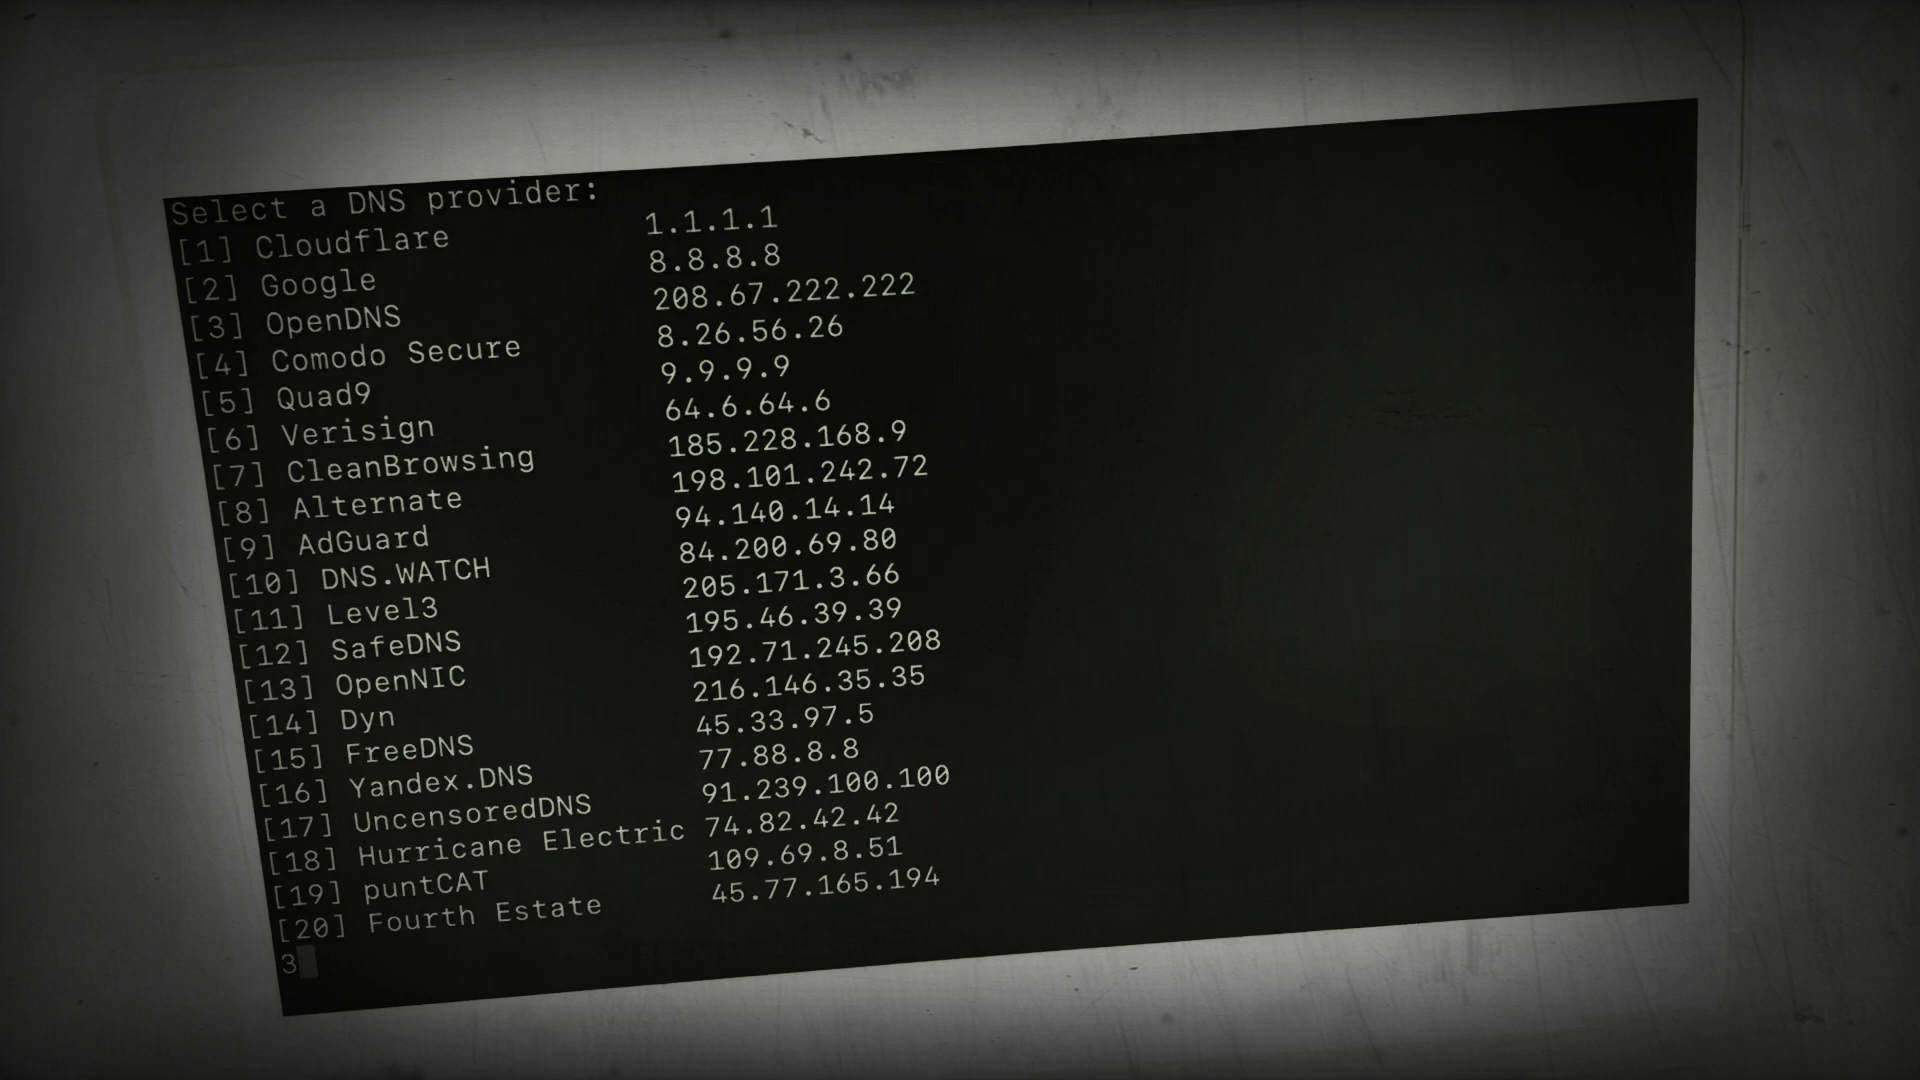 Select a DNS provider:
[1] Cloudflare 1.1.1.1
[2] Google 8.8.8.8
[3] OpenDNS 208.67.222.222
[4] Comodo Secure 8.26.56.26
[5] Quad9 9.9.9.9
[6] Verisign 64.6.64.6
[7] CleanBrowsing 185.228.168.9
[8] Alternate 198.101.242.72
[9] AdGuard 94.140.14.14
[10] DNS.WATCH 84.200.69.80
[11] Level3 205.171.3.66
[12] SafeDNS 195.46.39.39
[13] OpenNIC 192.71.245.208
[14] Dyn 216.146.35.35
[15] FreeDNS 45.33.97.5
[16] Yandex.DNS 77.88.8.8
[17] UncensoredDNS 91.239.100.100
[18] Hurricane Electric 74.82.42.42
[19] puntCAT 109.69.8.51
[20] Fourth Estate 45.77.165.194
3